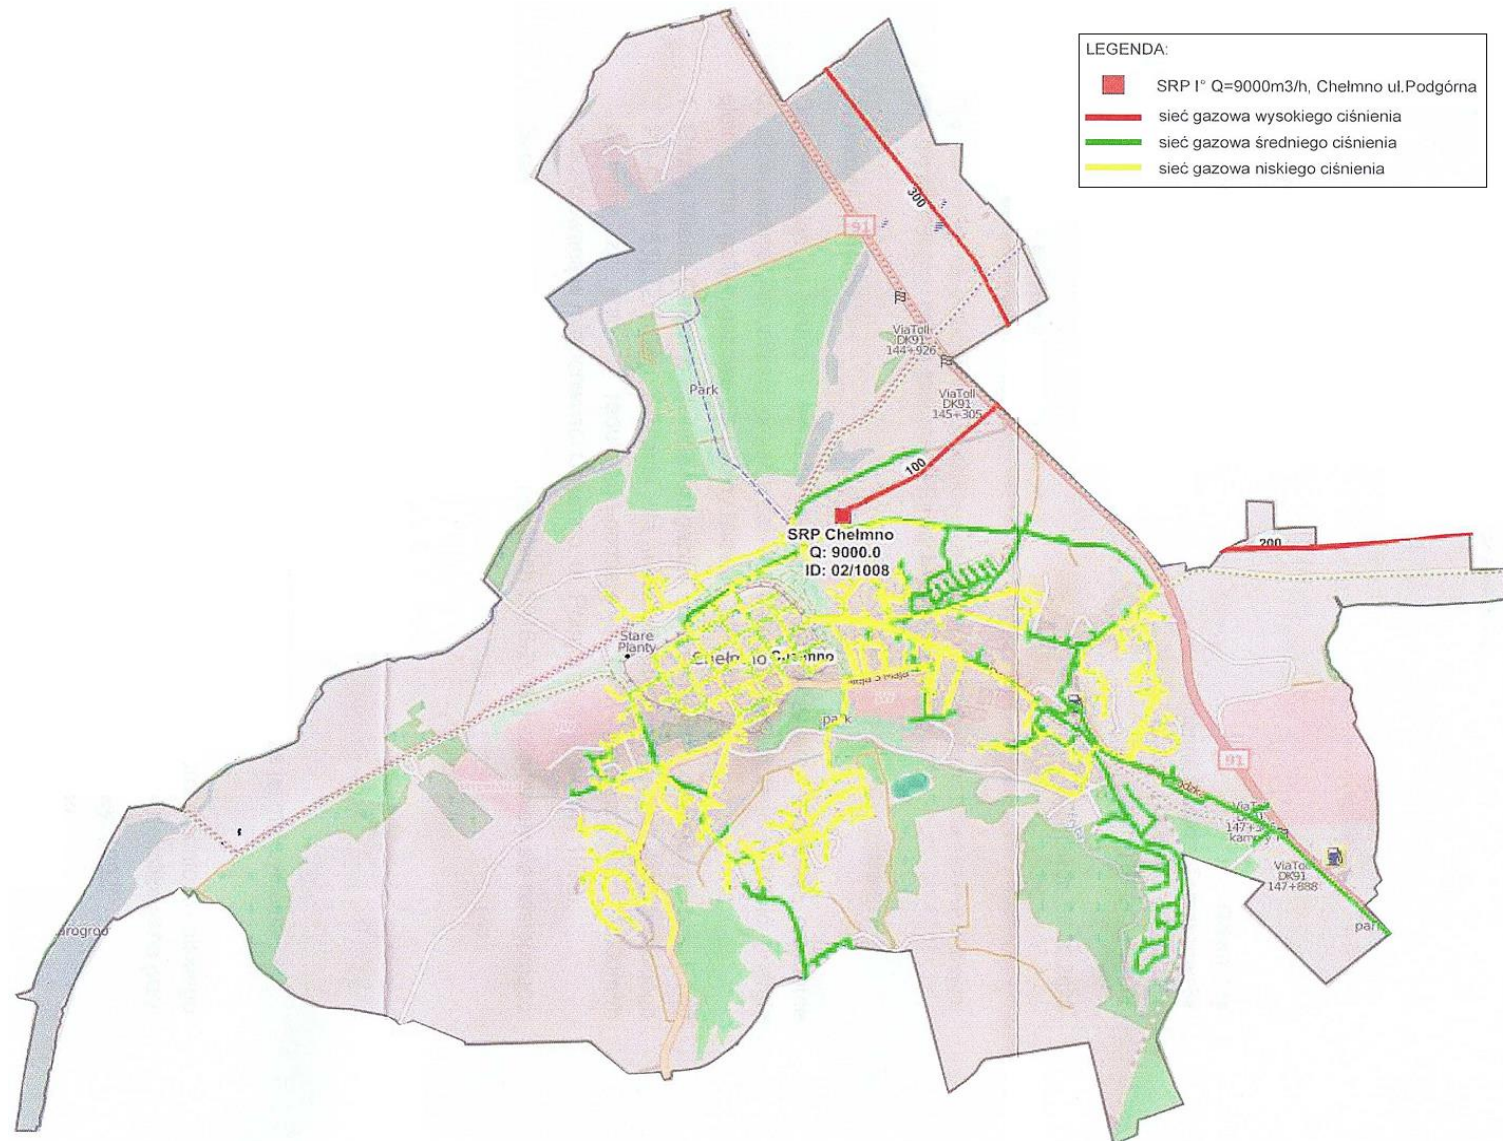 LEGENDA:
SRP I° Q=9000m3/h, Chełmno ul.Podgórna
sieć gazowa wysokiego ciśnienia
sieć gazowa średniego ciśnienia
sieć gazowa niskiego ciśnienia
300
91
ViaToll
DK91
144+926
Park
ViaToll
DK91
145+305
100
SRP Chełmno
Q: 9000.0
ID: 02/1008
200
Stare
Planty
Chełmno
park
91
147+
ViaToll
DK91
147+888